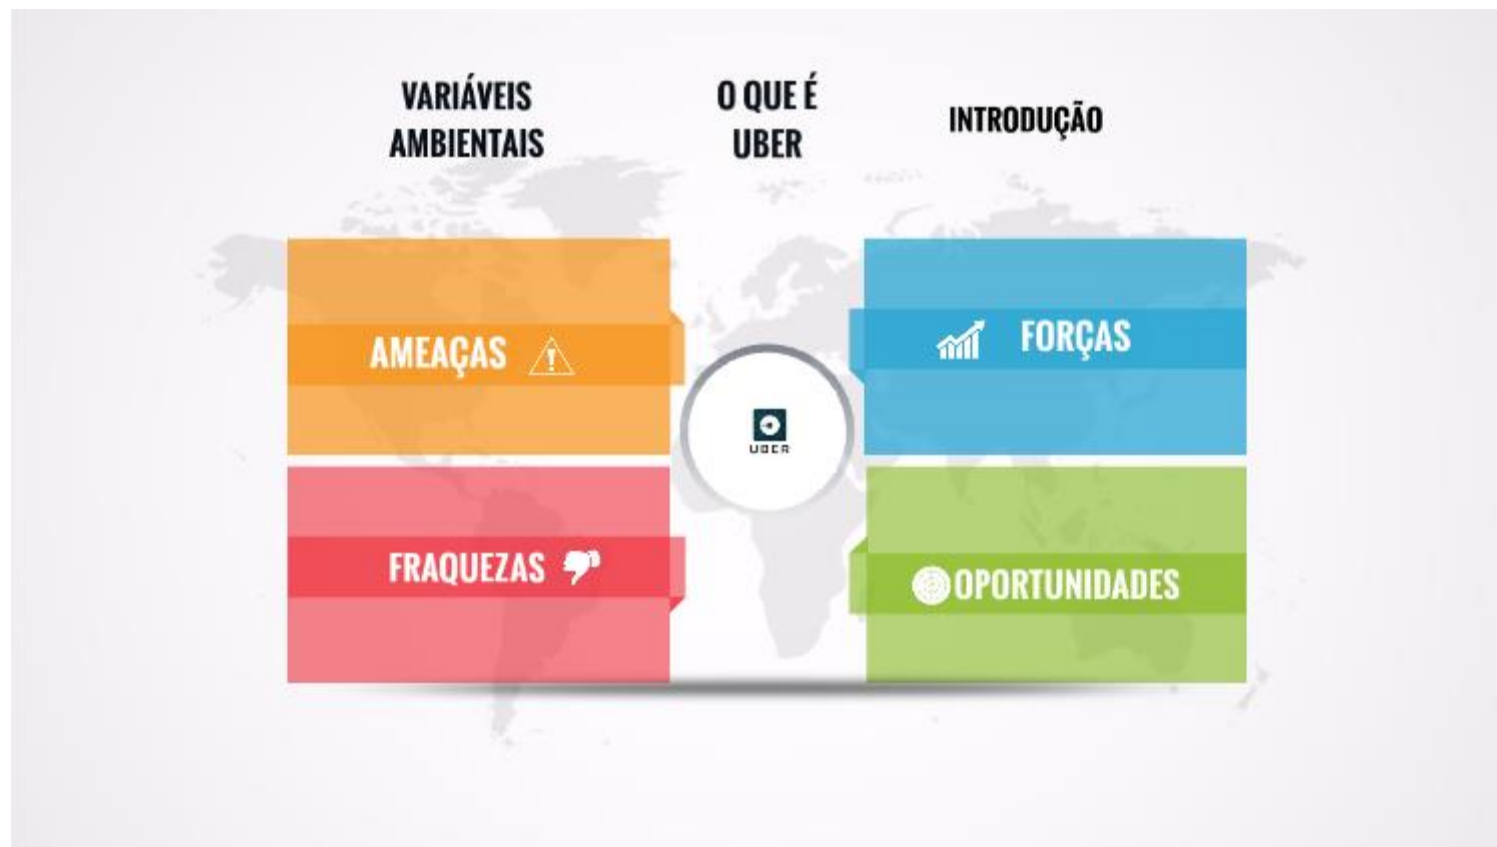 VARIÁVEIS
AMBIENTAIS
O QUE É
UBER
INTRODUÇÃO
AMEAÇAS
FORÇAS
UBER
FRAQUEZAS
OPORTUNIDADES